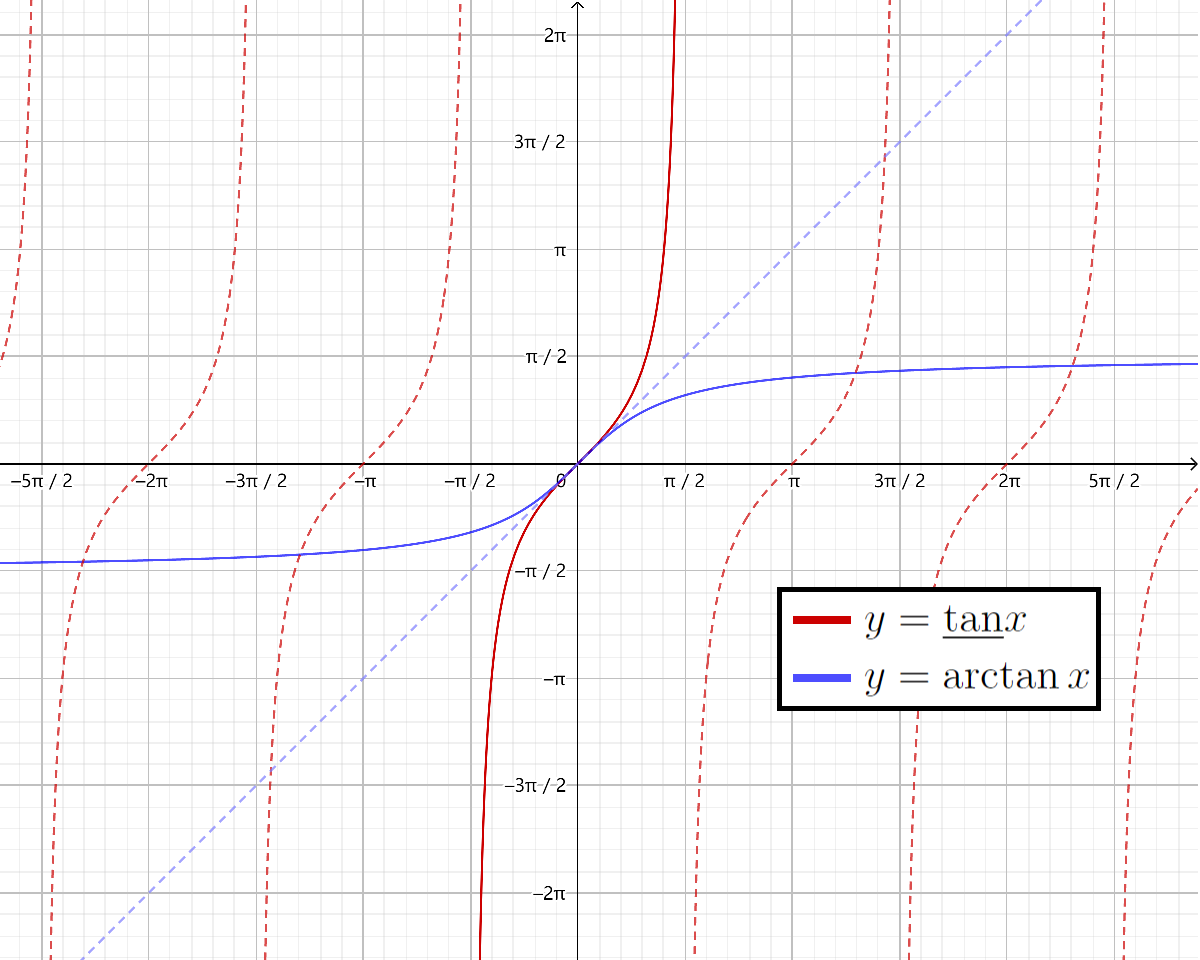 2π
3π / 2
π
π / 2
−5π / 2 −2π −3π / 2 −π −π / 2 0 π / 2 π 3π / 2 2π 5π / 2
−π / 2
y = tanx
−π
y = arctan x
−3π / 2
−2π